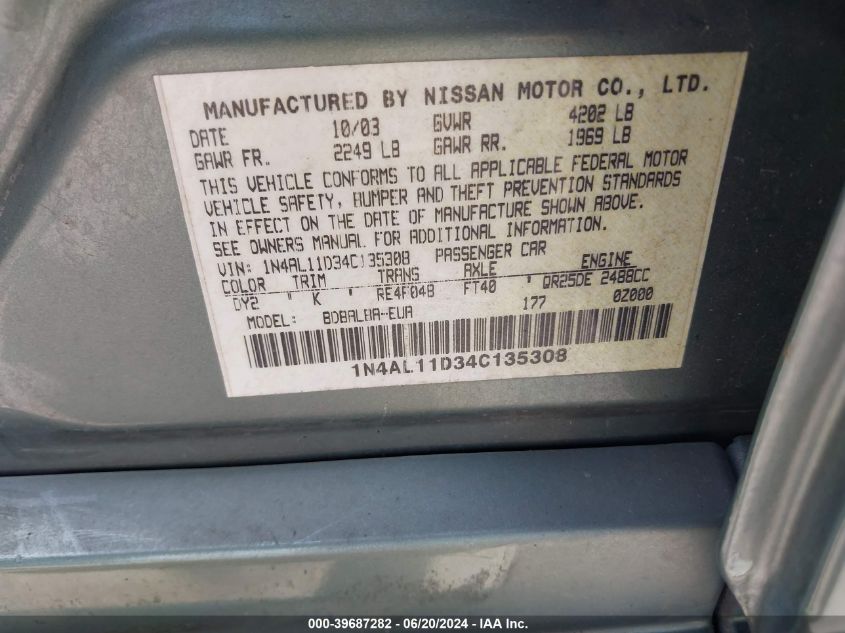 MANUFACTURED BY NISSAN MOTOR CO., LTD.
DATE 10/03 GVWR 4202 LB
GAWR FR. 2249 LB GAWR RR. 1969 LB
THIS VEHICLE CONFORMS TO ALL APPLICABLE FEDERAL MOTOR
VEHICLE SAFETY, BUMPER AND THEFT PREVENTION STANDARDS
IN EFFECT ON THE DATE OF MANUFACTURE SHOWN ABOVE.
SEE OWNERS MANUAL FOR ADDITIONAL INFORMATION.
VIN: 1N4AL11D34C135308 PASSENGER CAR
COLOR TRIM TRANS AXLE ENGINE
DY2 ' K ' RE4F04B FT40 ' QR25DE 2488CC
MODEL: BDBALBA-EUA 177 0Z000
1N4AL11D34C135308
000-39687282 - 06/20/2024 - COPYRIGHT © IAA, Inc.